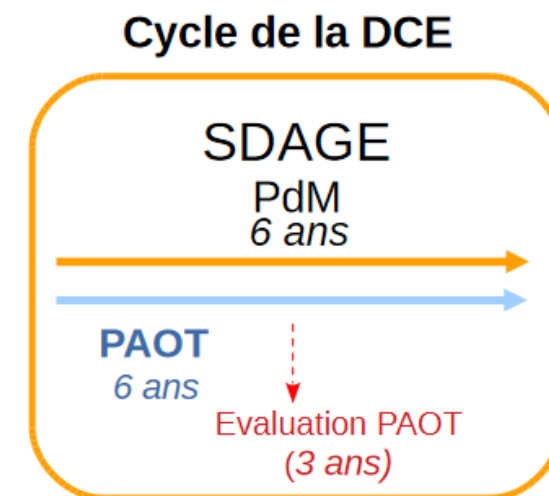 Cycle de la DCE
SDAGE
PdM
6 ans
PAOT
6 ans
Evaluation PAOT
(3 ans)